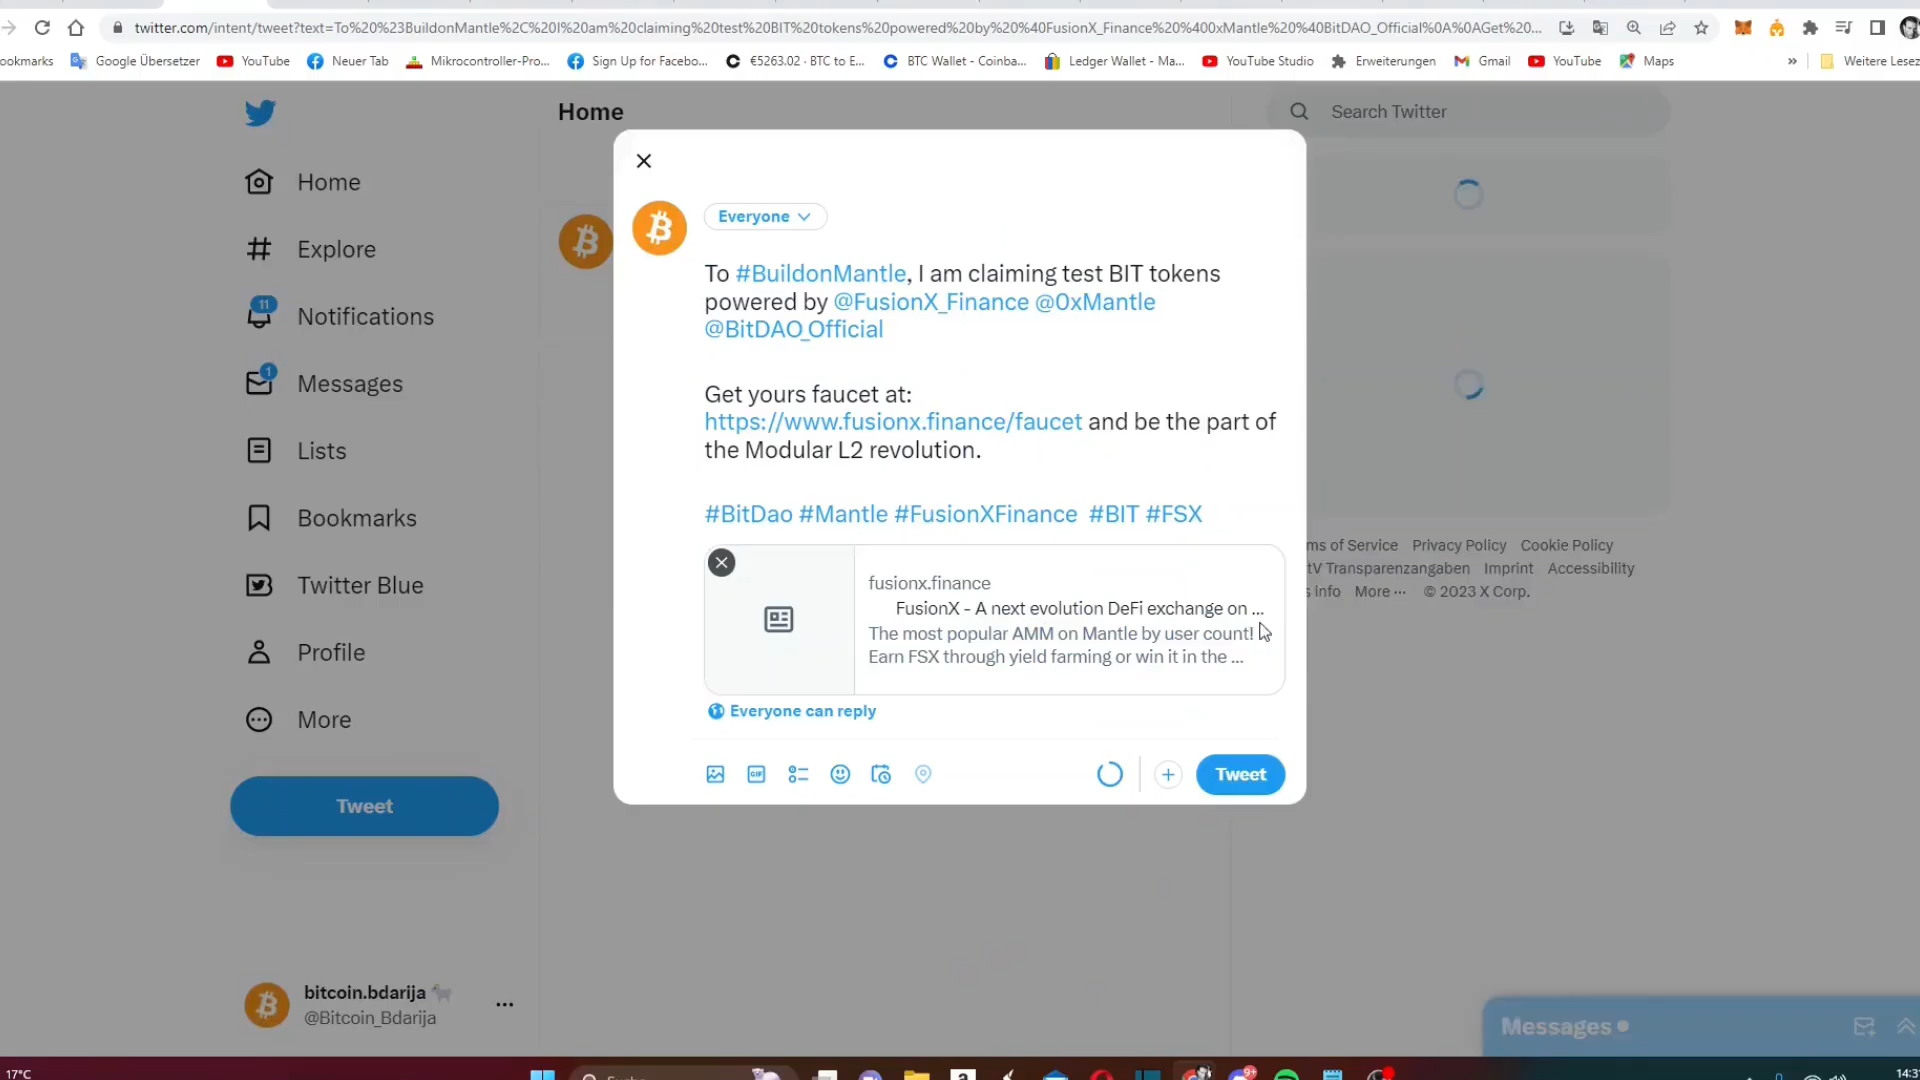 twitter.com/intent/tweet?text=To%20%23BuildonMantle%2C%20I%20am%20claiming%20test%20BIT%20tokens%20powered%20by%20%40FusionX_Finance%20%400xMantle%20%40BitDAO_Official%0A%0AGet%20...
ookmarks Google Übersetzer YouTube Neuer Tab Mikrocontroller-Pro... Sign Up for Facebo... €5263.02 · BTC to E... BTC Wallet - Coinba... Ledger Wallet - Ma... YouTube Studio Erweiterungen Gmail YouTube Maps » Weitere Lesez
Home
Search Twitter
Home
Explore
11
Notifications
1
Messages
Lists
Bookmarks
Twitter Blue
Profile
More
Tweet
bitcoin.bdarija
@Bitcoin_Bdarija
Everyone
To #BuildonMantle, I am claiming test BIT tokens
powered by @FusionX_Finance @0xMantle
@BitDAO_Official
Get yours faucet at:
https://www.fusionx.finance/faucet and be the part of
the Modular L2 revolution.
#BitDao #Mantle #FusionXFinance #BIT #FSX
fusionx.finance
FusionX - A next evolution DeFi exchange on ...
The most popular AMM on Mantle by user count!
Earn FSX through yield farming or win it in the ...
Everyone can reply
GIF
Tweet
ms of Service Privacy Policy Cookie Policy
tV Transparenzangaben Imprint Accessibility
s info More ··· © 2023 X Corp.
Messages
17°C
9+